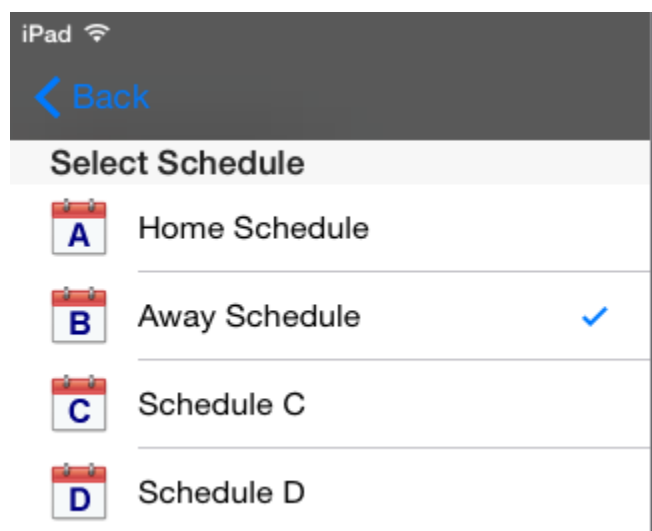 iPad
Back
Select Schedule
A Home Schedule
B Away Schedule
C Schedule C
D Schedule D